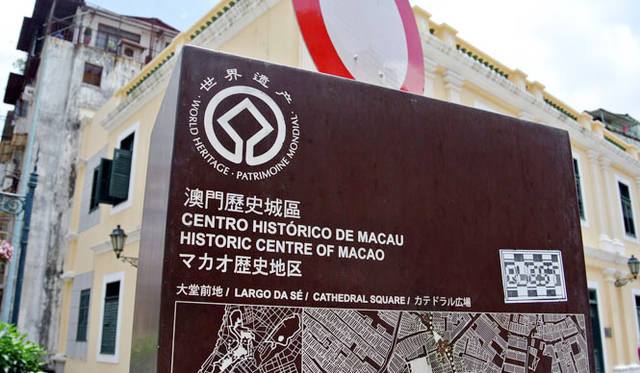 世界遺产
· WORLD HERITAGE · PATRIMOINE MONDIAL ·
澳門歷史城區
CENTRO HISTÓRICO DE MACAU
HISTORIC CENTRE OF MACAO
マカオ歴史地区
大堂前地 / LARGO DA SÉ / CATHEDRAL SQUARE / カテドラル広場